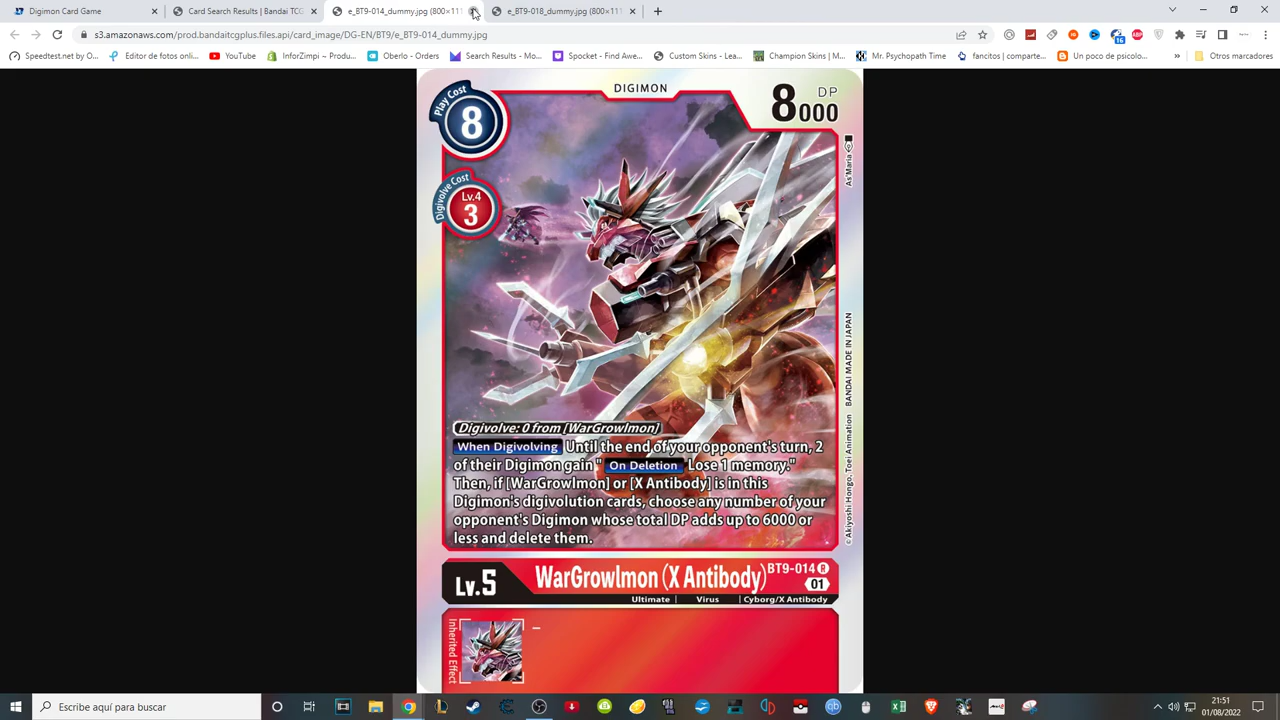 Digimon Card Game
Card Search Results | Bandai TCG
e_BT9-014_dummy.jpg (800×111
e_BT9-018_dummy.jpg (800×111
s3.amazonaws.com/prod.bandaitcgplus.files.api/card_image/DG-EN/BT9/e_BT9-014_dummy.jpg
Speedtest.net by O...
Editor de fotos onli...
YouTube
InforZimpi – Produc...
Oberlo - Orders
Search Results - Mo...
Spocket - Find Awe...
Custom Skins - Lea...
Champion Skins | M...
Mr. Psychopath Time
fancitos | comparte...
Un poco de psicolo...
»
Otros marcadores
Play Cost
8
DIGIMON
DP
8000
Digivolve Cost
Lv.4
3
As'Maria
Digivolve: 0 from [WarGrowlmon]
When Digivolving Until the end of your opponent's turn, 2
of their Digimon gain " On Deletion Lose 1 memory."
Then, if [WarGrowlmon] or [X Antibody] is in this
Digimon's digivolution cards, choose any number of your
opponent's Digimon whose total DP adds up to 6000 or
less and delete them.
©Akiyoshi Hongo, Toei Animation BANDAI MADE IN JAPAN
Lv.5
WarGrowlmon (X Antibody)
BT9-014 R
01
Ultimate | Virus | Cyborg/X Antibody
Inherited Effect
–
Escribe aquí para buscar
21:51
01/08/2022